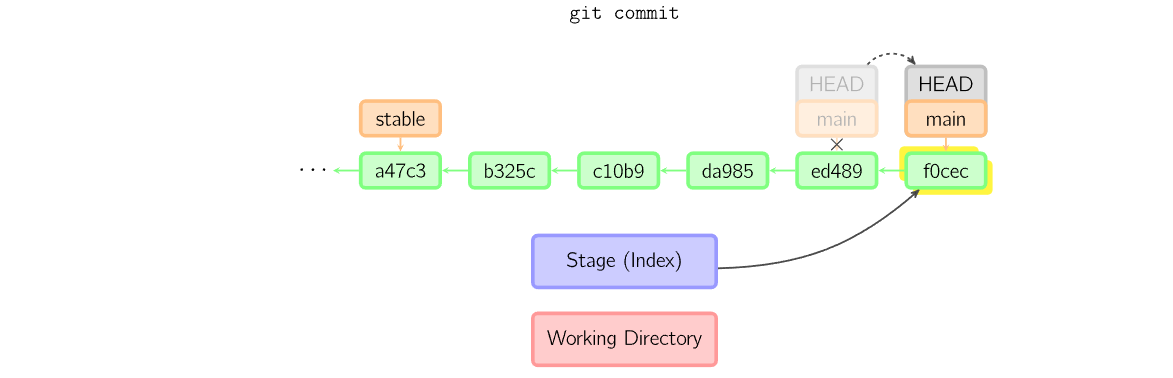 git commit
HEAD HEAD
stable main main
··· a47c3 b325c c10b9 da985 ed489 f0cec
Stage (Index)
Working Directory